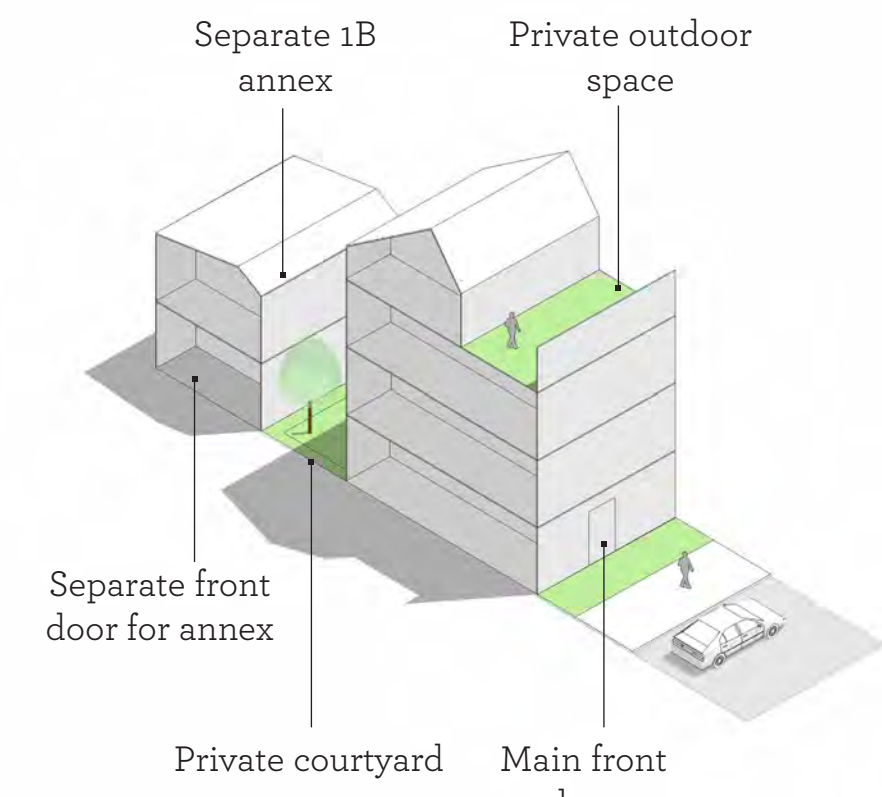 Separate 1B
annex
Private outdoor
space
Separate front
door for annex
Private courtyard
Main front